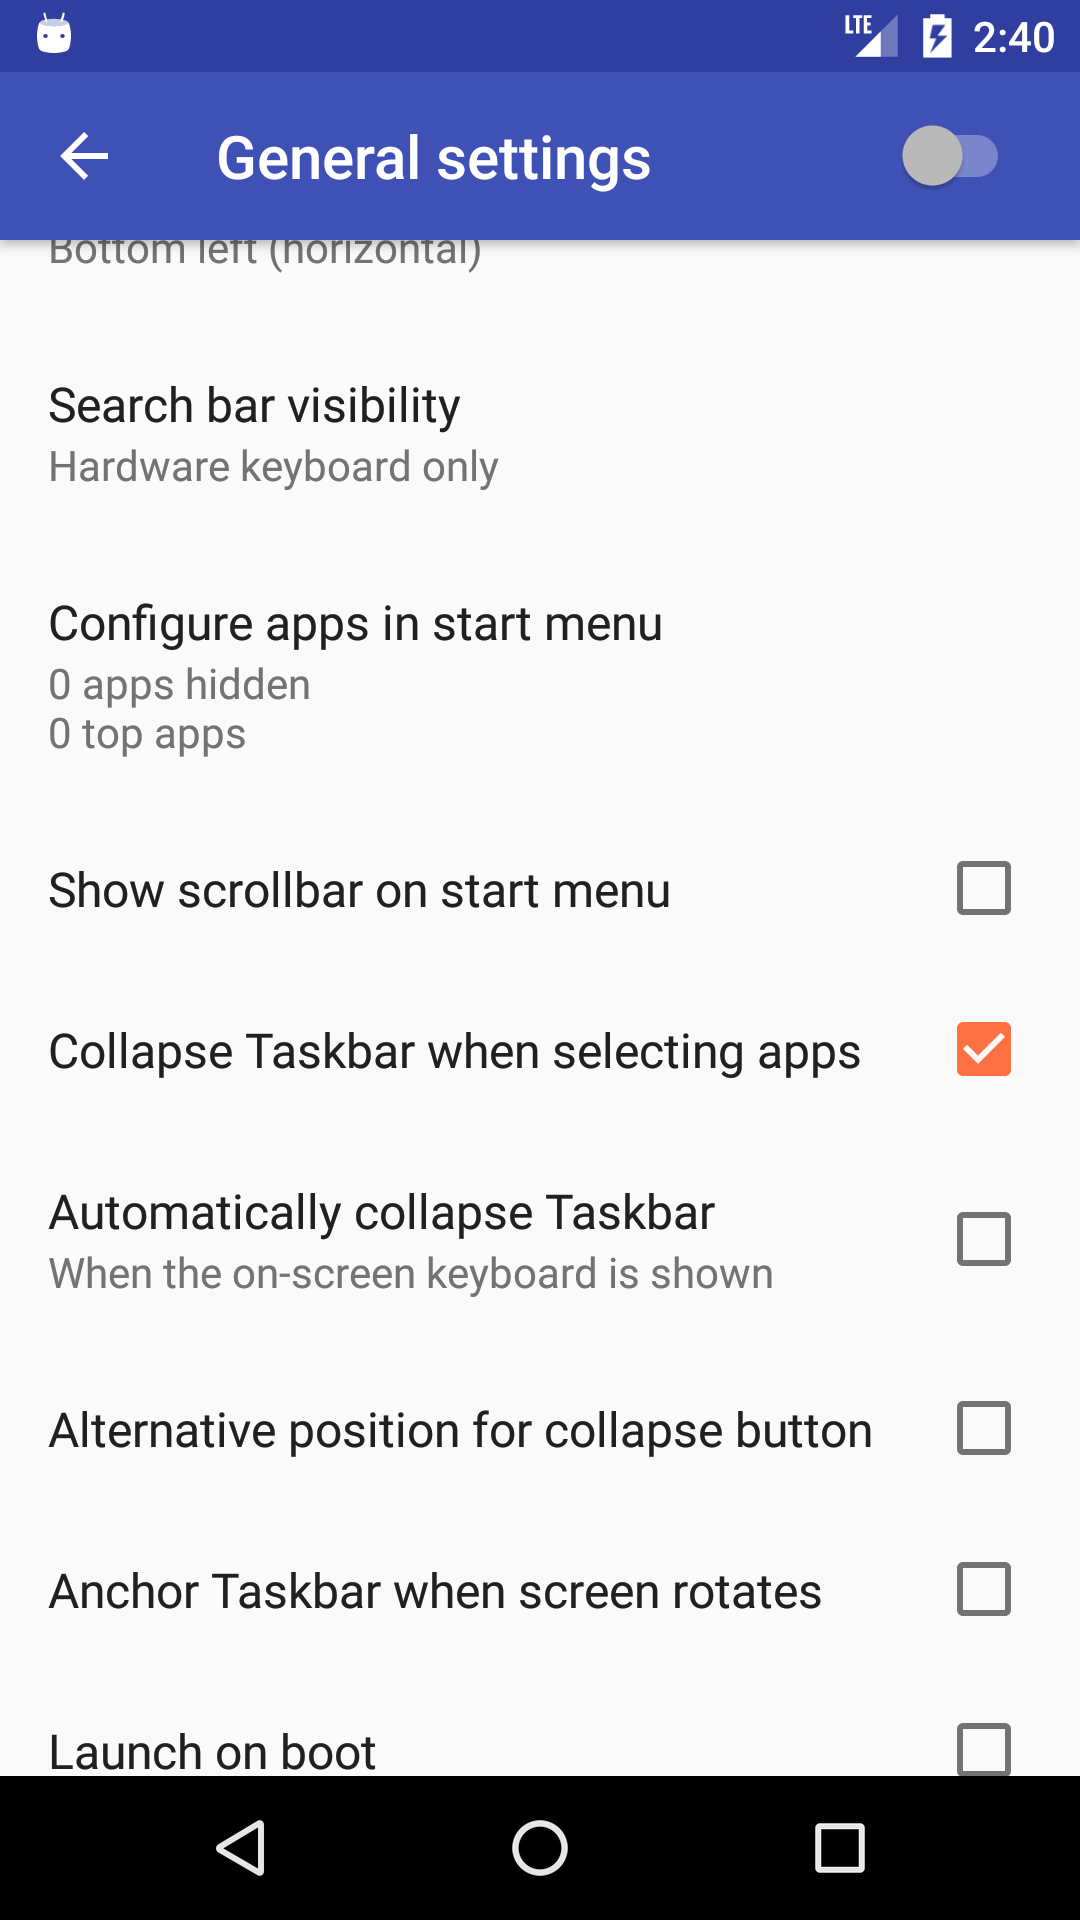 LTE 2:40
General settings
Bottom left (horizontal)
Search bar visibility
Hardware keyboard only
Configure apps in start menu
0 apps hidden
0 top apps
Show scrollbar on start menu
Collapse Taskbar when selecting apps
Automatically collapse Taskbar
When the on-screen keyboard is shown
Alternative position for collapse button
Anchor Taskbar when screen rotates
Launch on boot